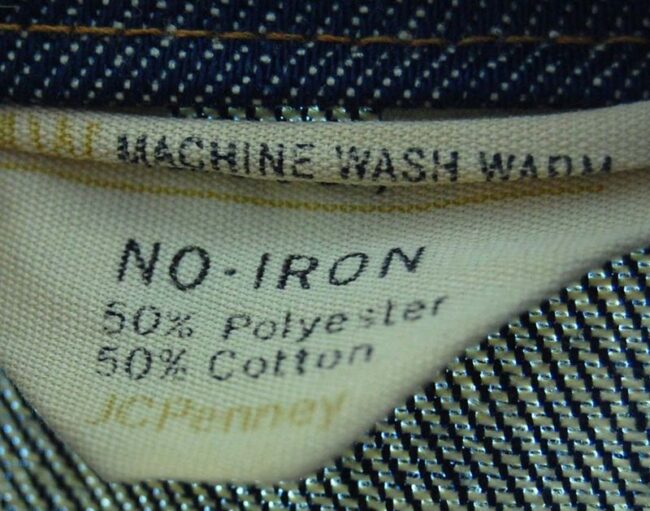 MACHINE WASH WARM
NO-IRON
50% Polyester
50% Cotton
JCPenney